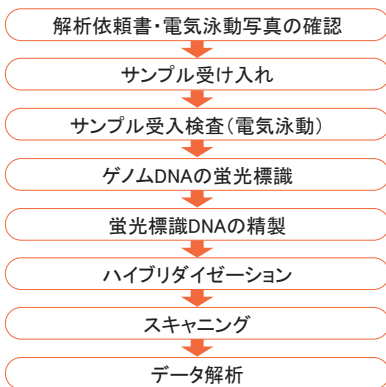 解析依頼書・電気泳動写真の確認
サンプル受け入れ
サンプル受入検査（電気泳動）
ゲノムDNAの蛍光標識
蛍光標識DNAの精製
ハイブリダイゼーション
スキャニング
データ解析